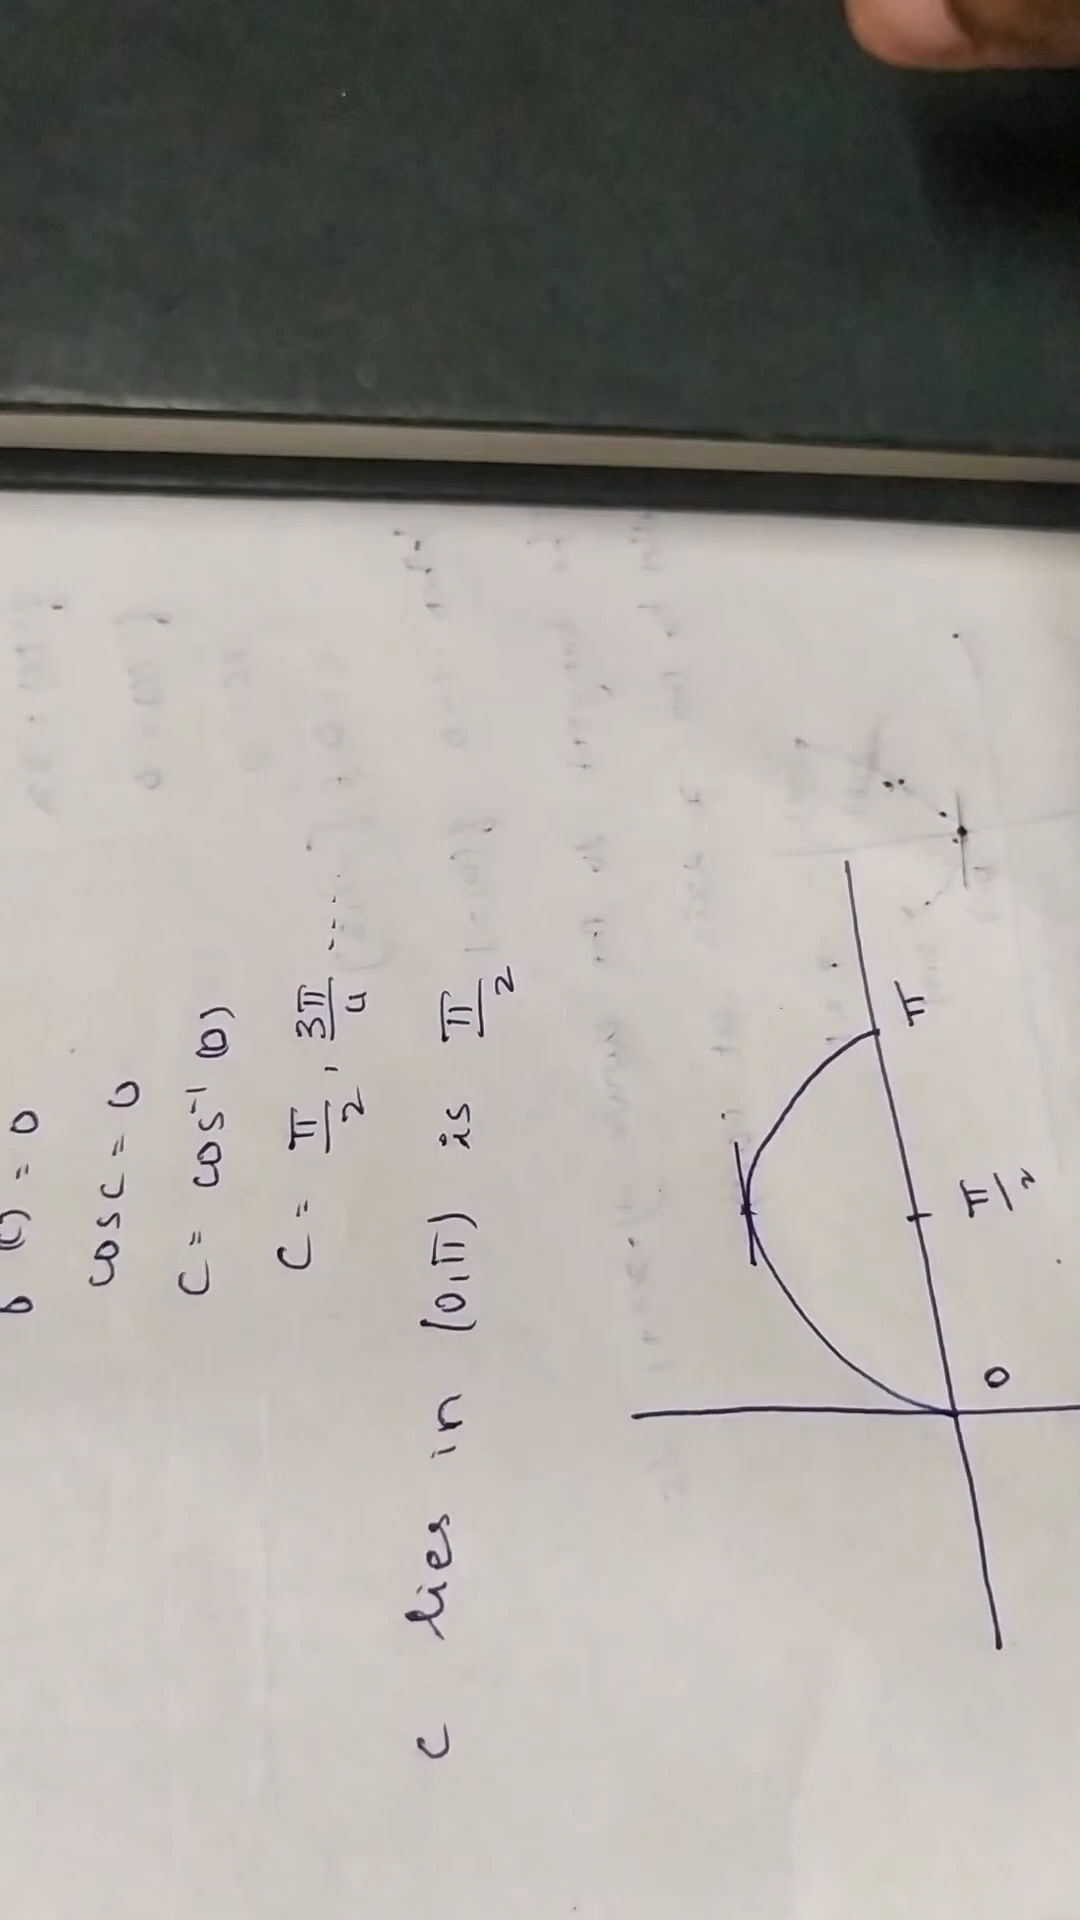 (c) = 0
cos c = 0
c = cos⁻¹ (0)
c = π/2, 3π/4, ....
c lies in (0,π) is π/2
0 π/2 π